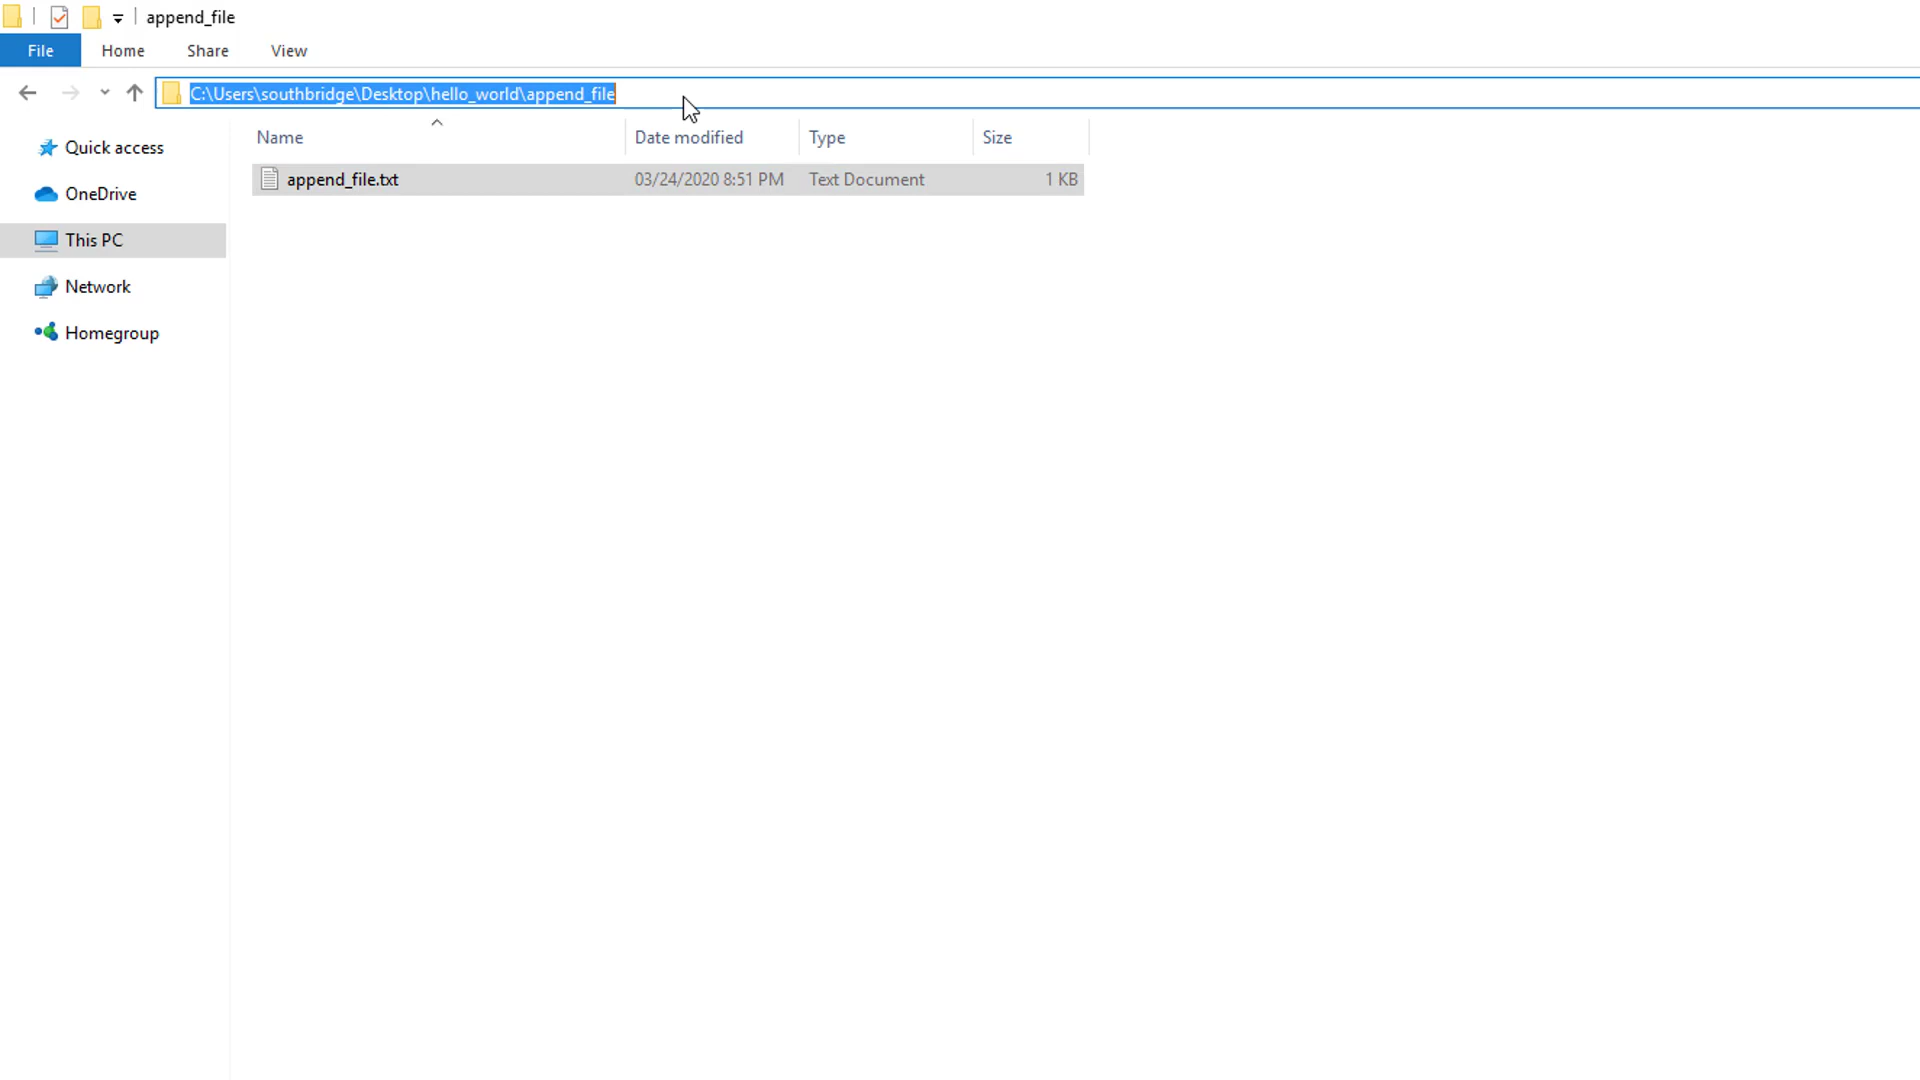 append_file
File Home Share View
C:\Users\southbridge\Desktop\hello_world\append_file
Name Date modified Type Size
Quick access
append_file.txt 03/24/2020 8:51 PM Text Document 1 KB
OneDrive
This PC
Network
Homegroup